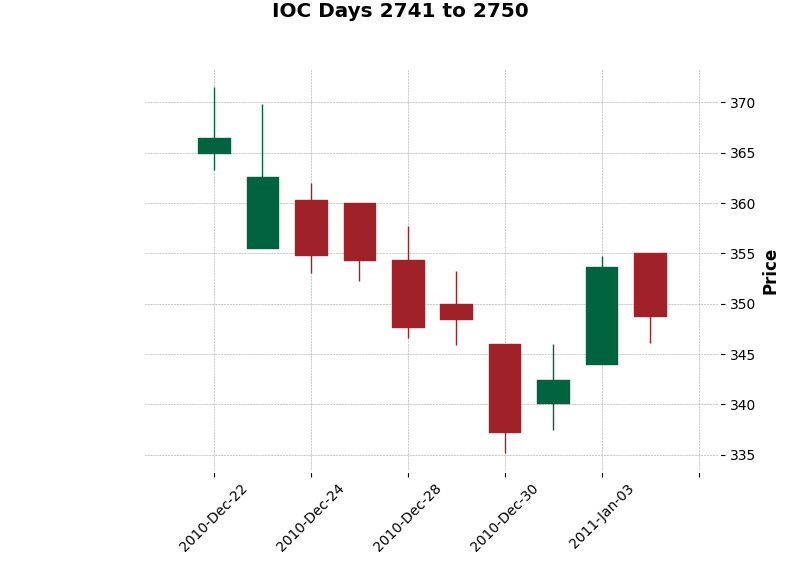 IOC Days 2741 to 2750
370
365
360
355
350
345
340
335
Price
2010-Dec-22
2010-Dec-24
2010-Dec-28
2010-Dec-30
2011-Jan-03